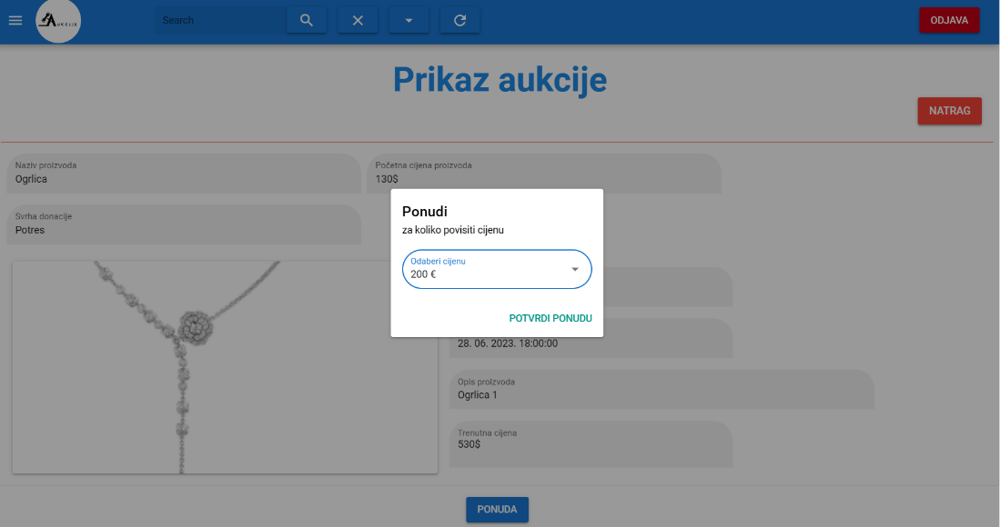 AUKCIJE
Search
ODJAVA
Prikaz aukcije
NATRAG
Naziv proizvoda
Ogrlica
Početna cijena proizvoda
130$
Svrha donacije
Potres
Ponudi
za koliko povisiti cijenu
Odaberi cijenu
200 €
POTVRDI PONUDU
28. 06. 2023. 18:00:00
Opis proizvoda
Ogrlica 1
Trenutna cijena
530$
PONUDA